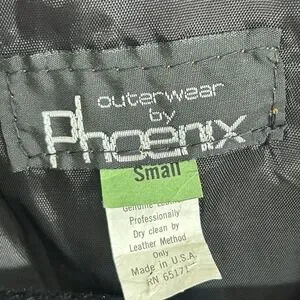 outerwear
by
Phoenix
Small
Genuine Leather
Professionally
Dry clean by
Leather Method
Only
Made in U.S.A.
RN 65171